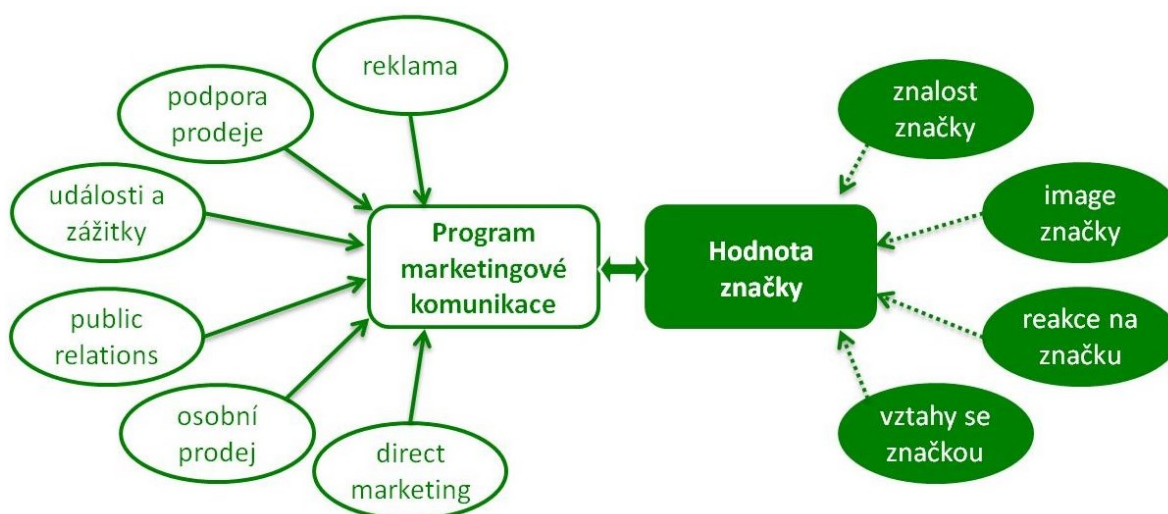 reklama
podpora
prodeje
události a
zážitky
public
relations
osobní
prodej
direct
marketing
Program
marketingové
komunikace
Hodnota
značky
znalost
značky
image
značky
reakce na
značku
vztahy se
značkou